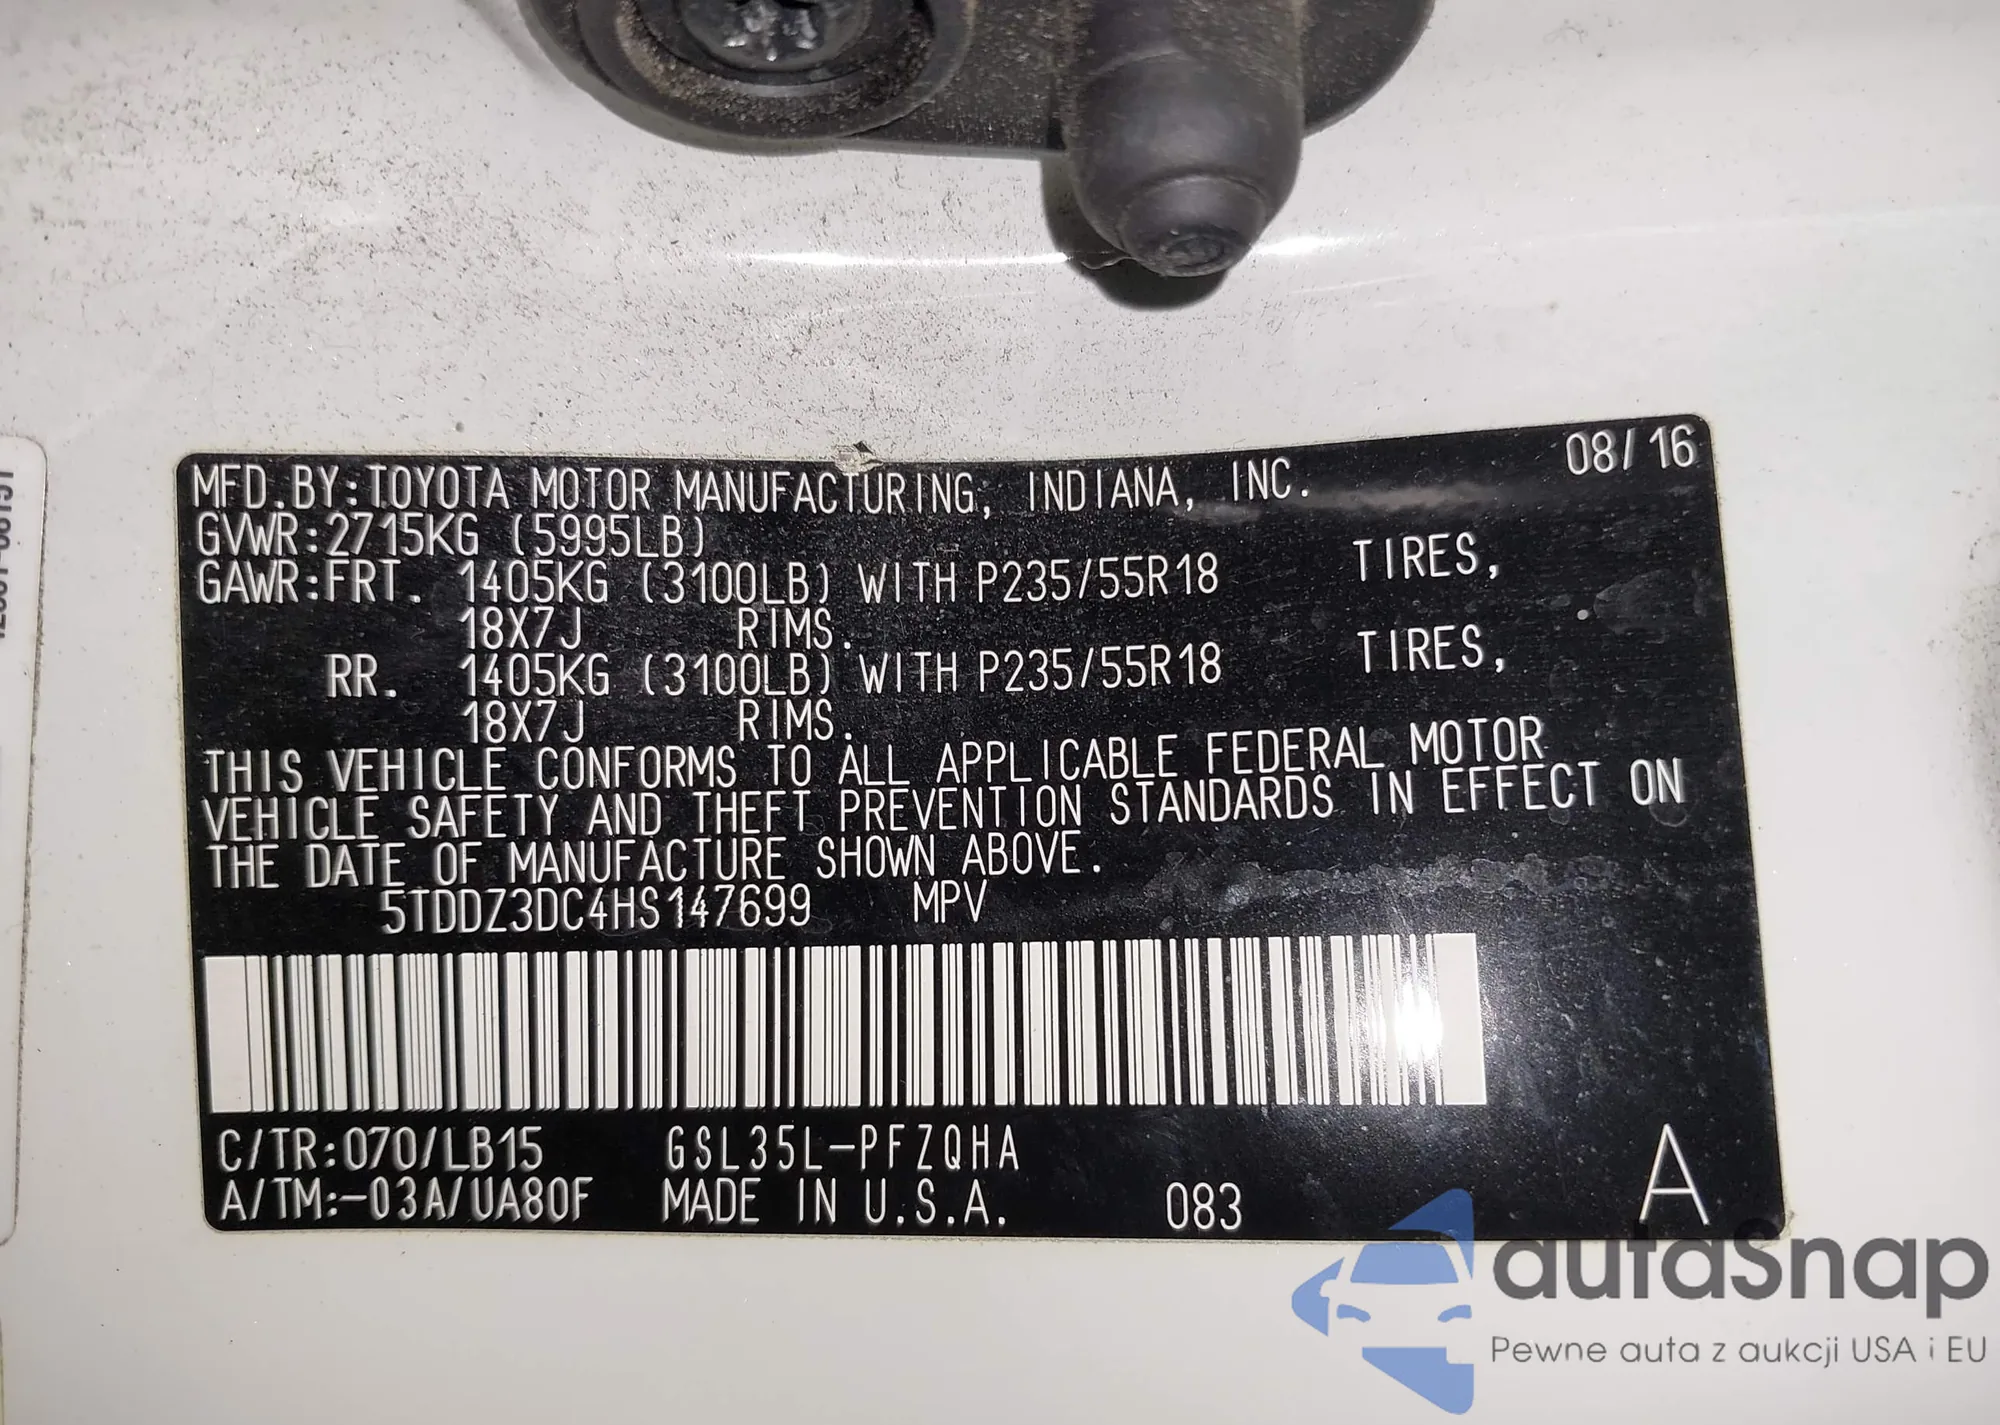 08/16
MFD.BY:TOYOTA MOTOR MANUFACTURING, INDIANA, INC.
GVWR:2715KG (5995LB)
GAWR:FRT. 1405KG (3100LB) WITH P235/55R18 TIRES,
18X7J RIMS.
RR. 1405KG (3100LB) WITH P235/55R18 TIRES,
18X7J RIMS.
THIS VEHICLE CONFORMS TO ALL APPLICABLE FEDERAL MOTOR
VEHICLE SAFETY AND THEFT PREVENTION STANDARDS IN EFFECT ON
THE DATE OF MANUFACTURE SHOWN ABOVE.
5TDDZ3DC4HS147699 MPV
C/TR:070/LB15 GSL35L-PFZQHA
A/TM:-03A/UA80F MADE IN U.S.A. 083 A
autaSnap
Pewne auta z aukcji USA i EU